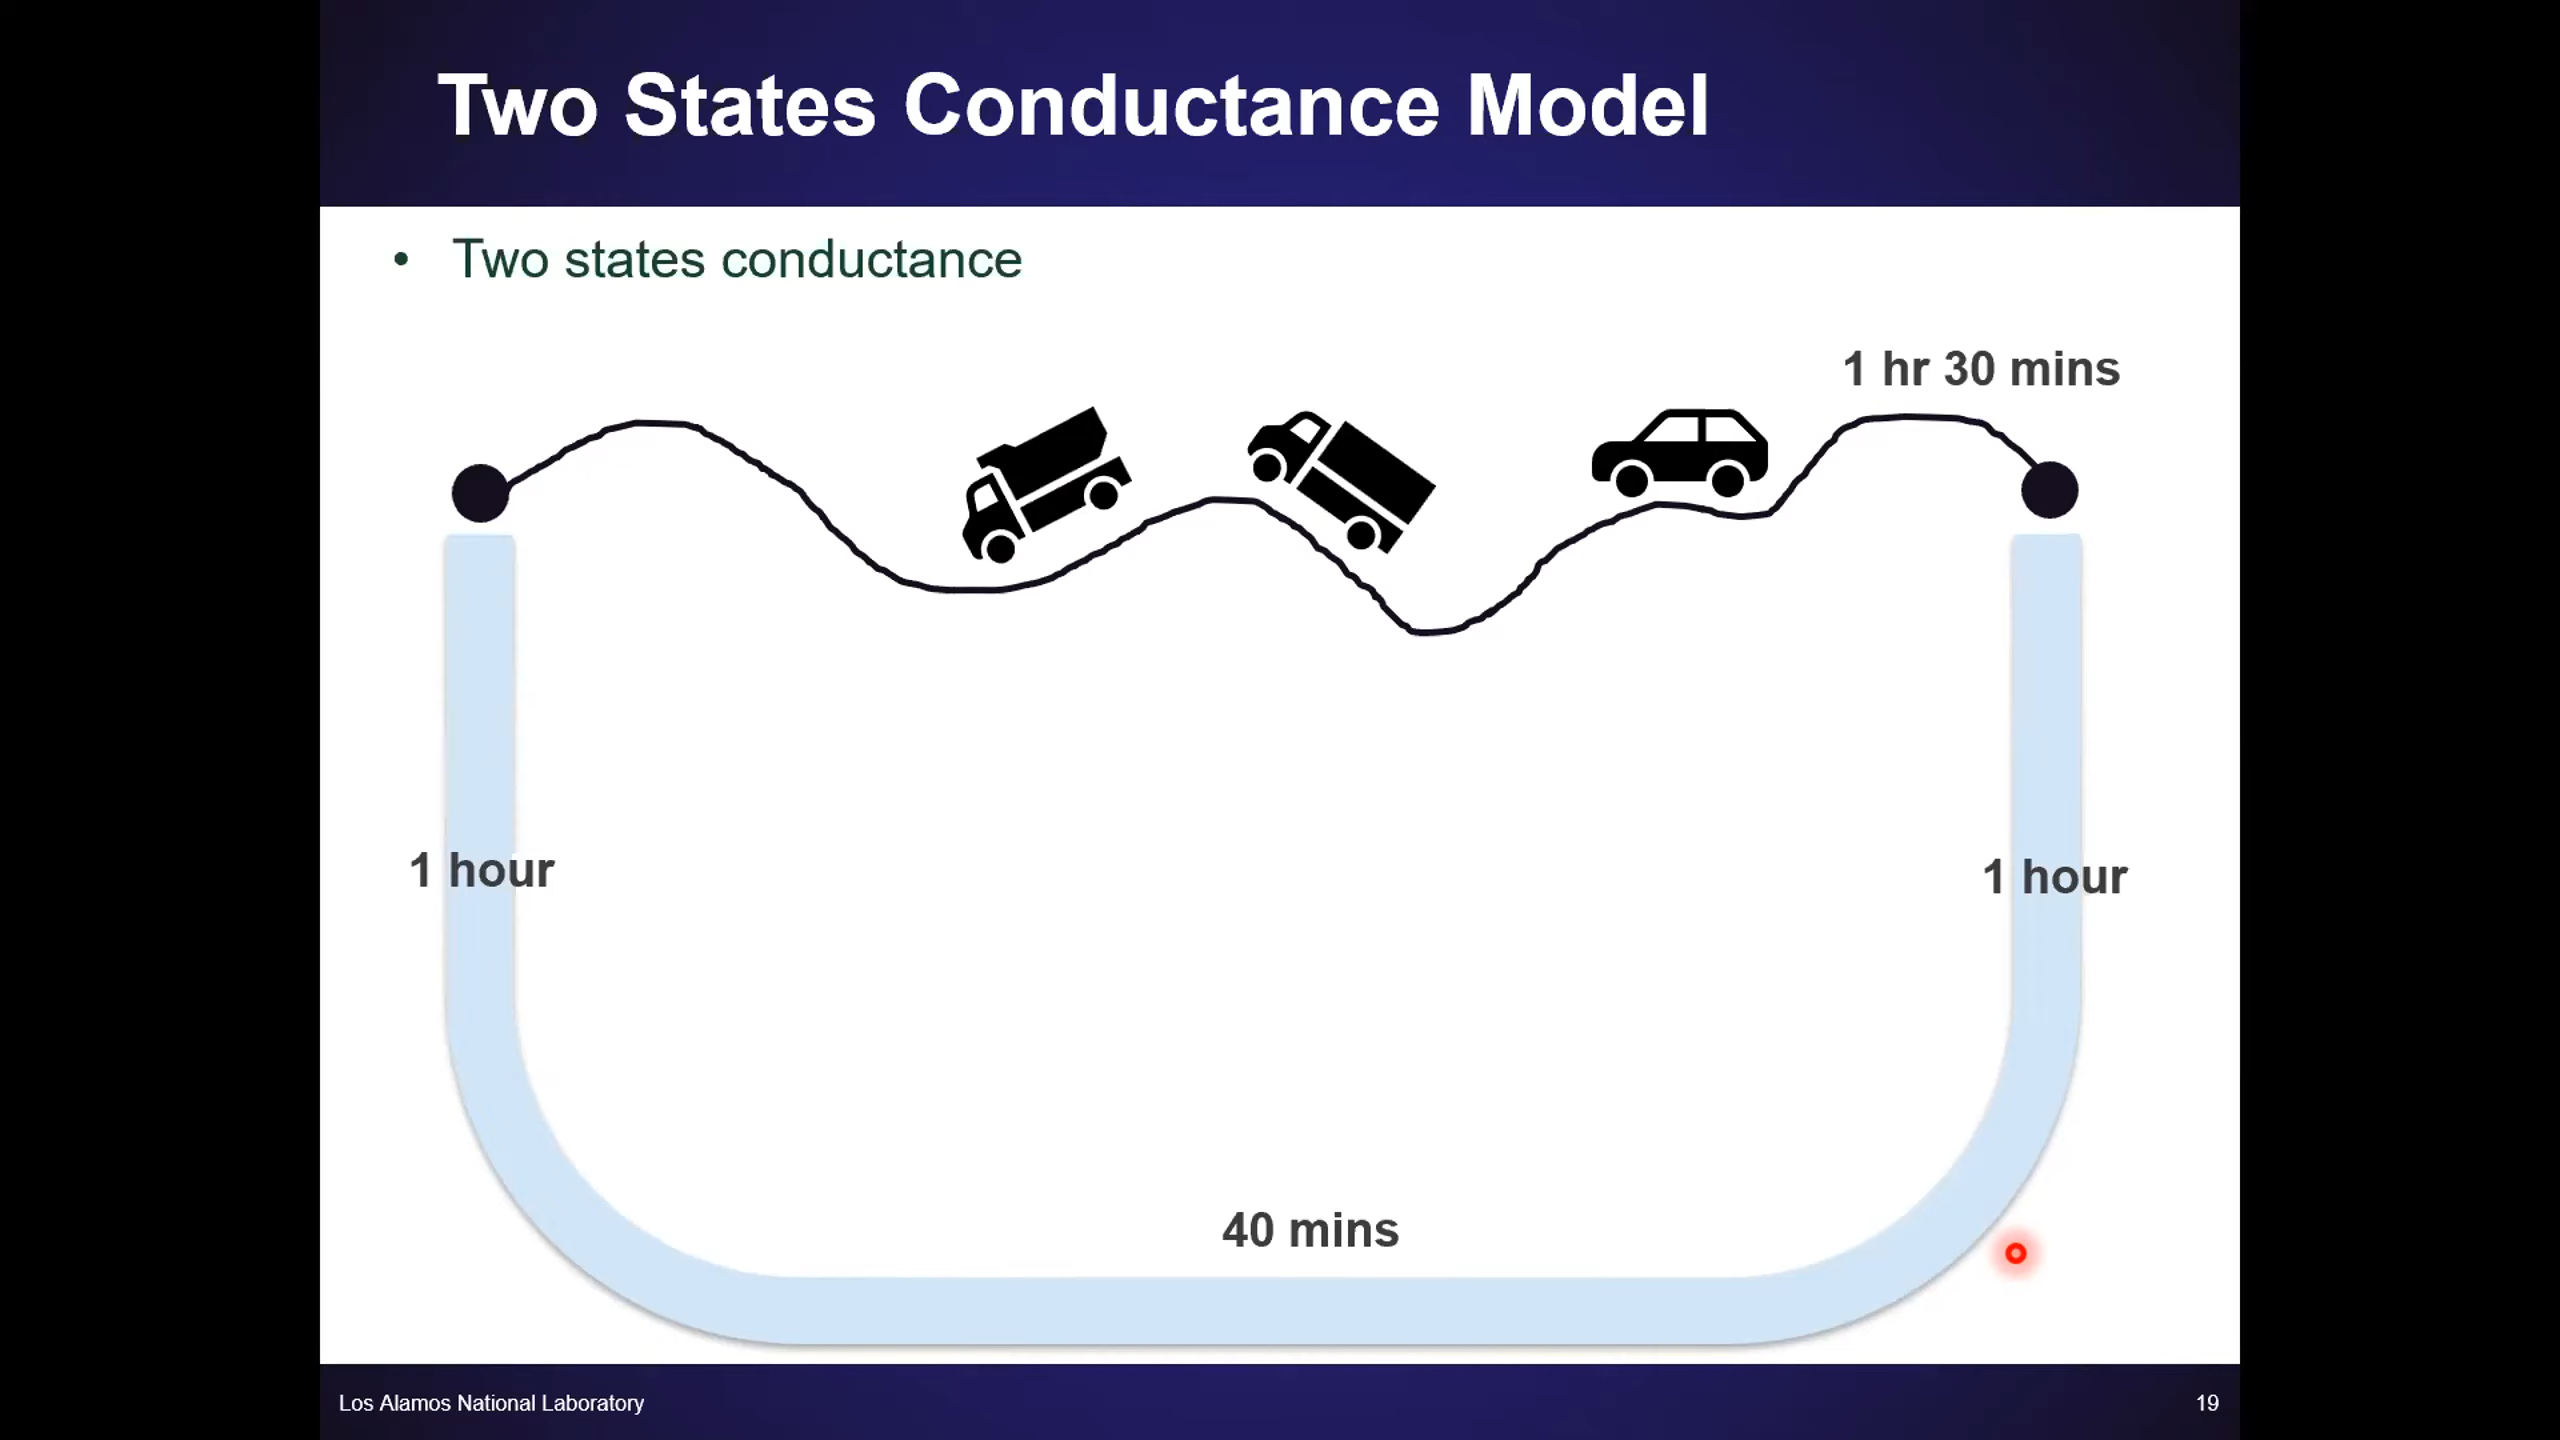 Two States Conductance Model
• Two states conductance
1 hr 30 mins
1 hour
1 hour
40 mins
Los Alamos National Laboratory
19